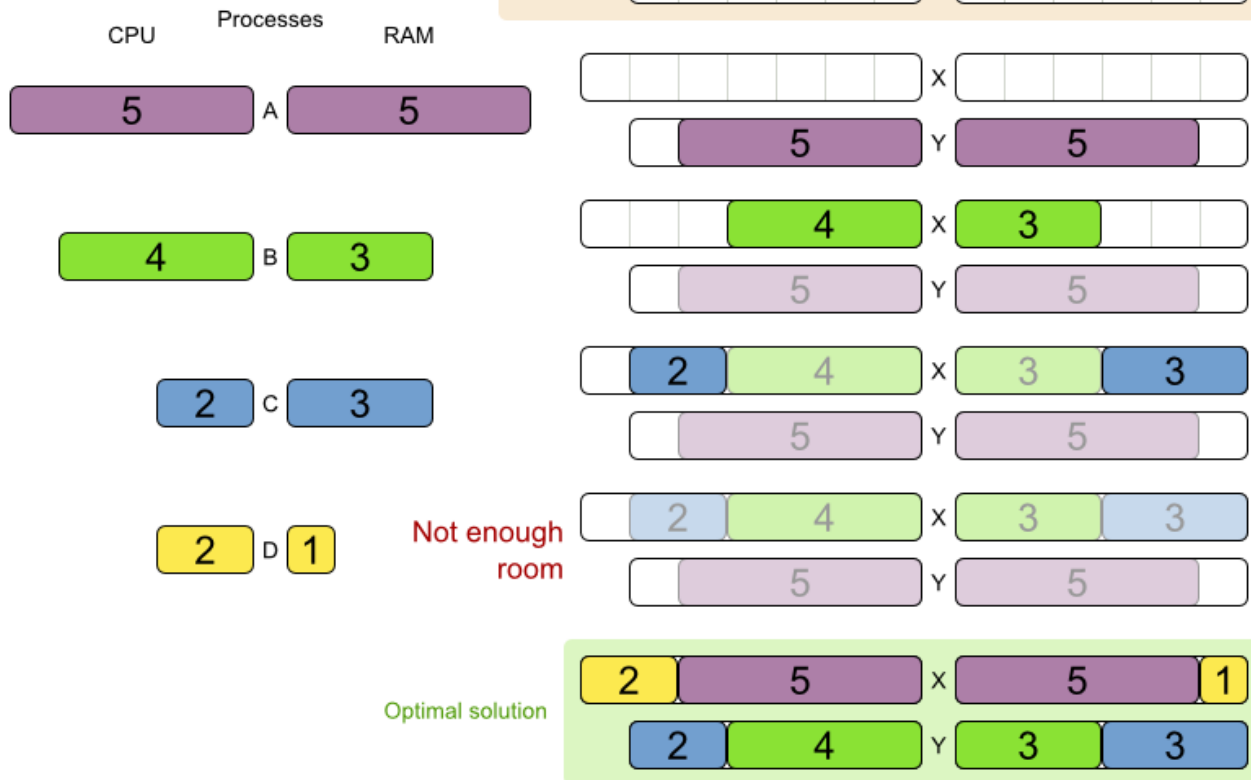 Processes
CPU RAM
X
5 A 5
5 Y 5
4 X 3
4 B 3
5 Y 5
2 4 X 3 3
2 C 3
5 Y 5
2 4 X 3 3
2 D 1
Not enough
room
5 Y 5
2 5 X 5 1
Optimal solution
2 4 Y 3 3